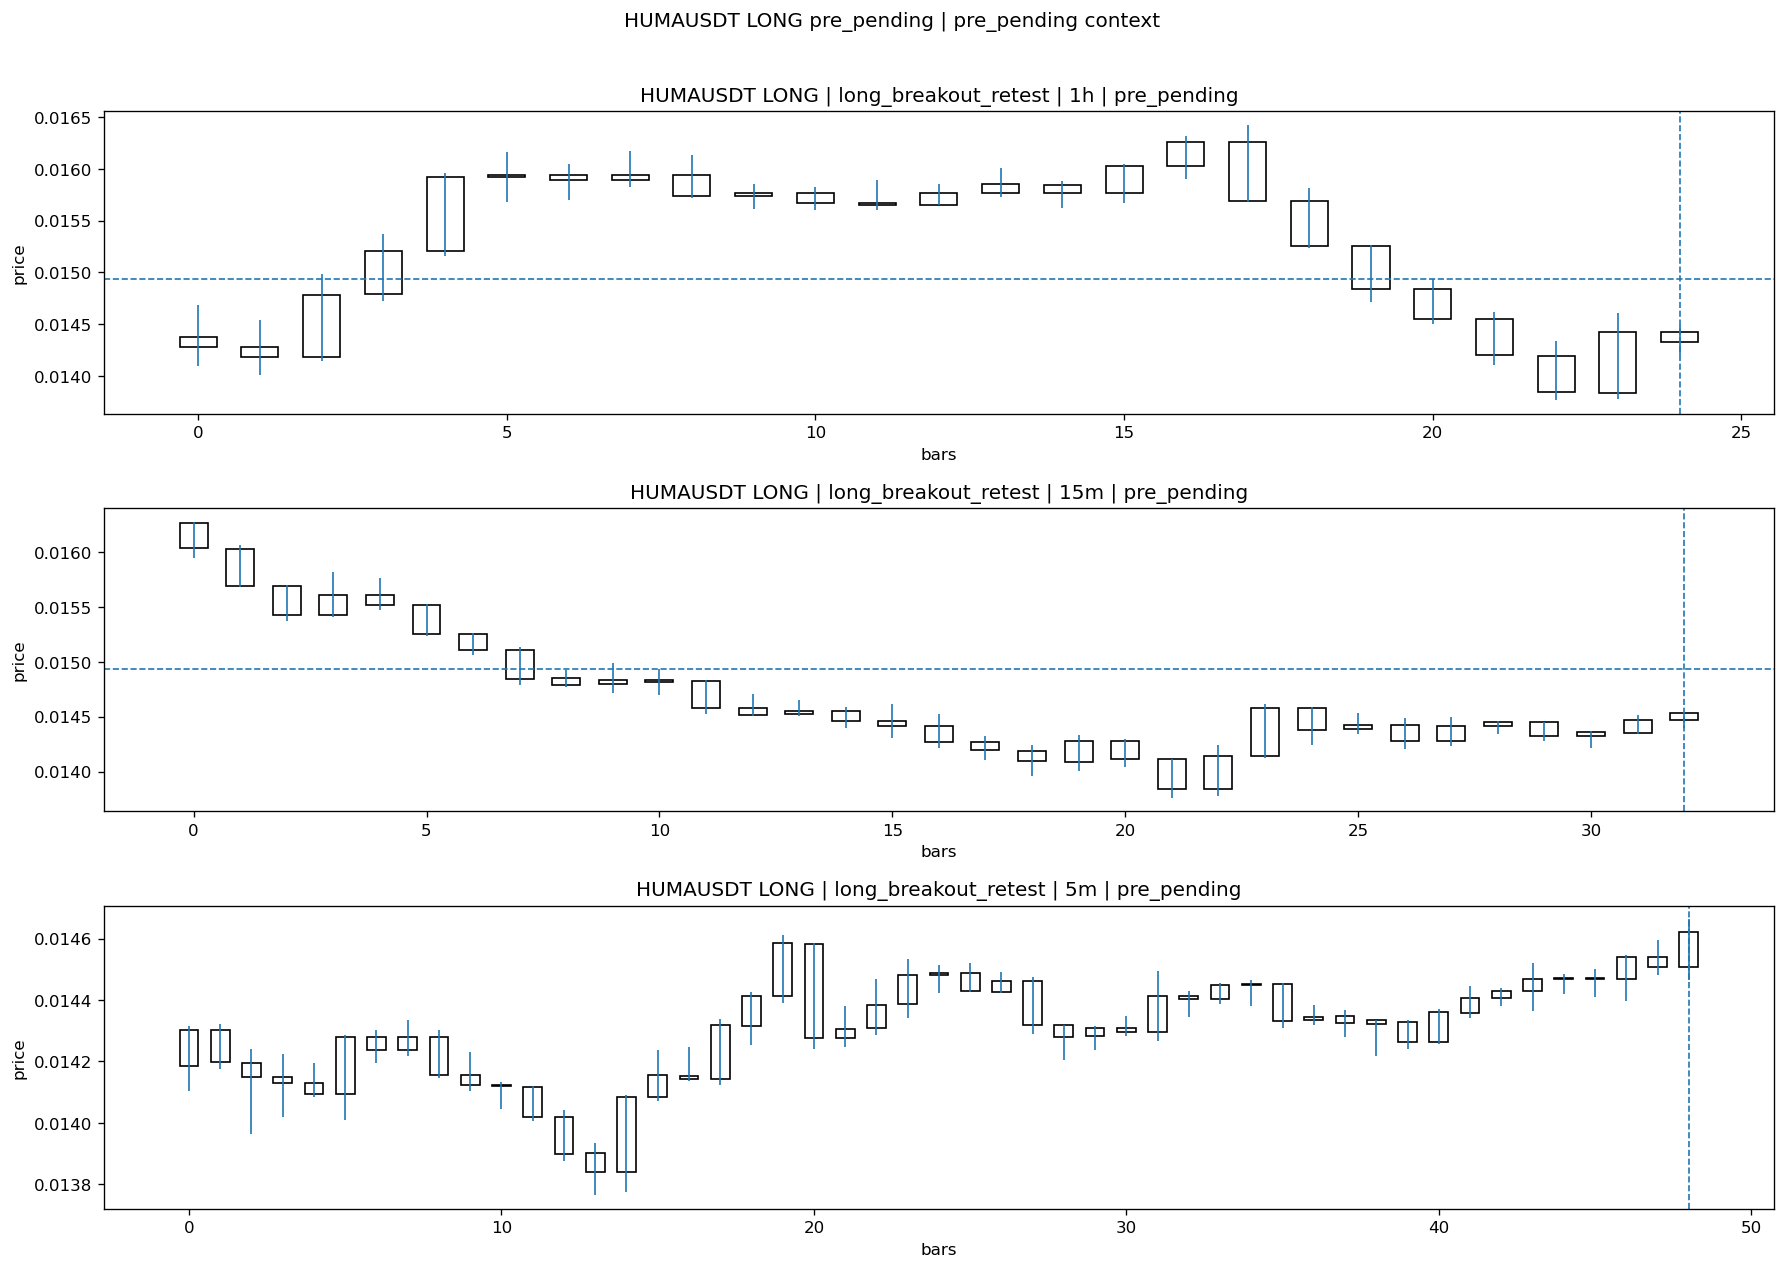 HUMAUSDT LONG pre_pending | pre_pending context
HUMAUSDT LONG | long_breakout_retest | 1h | pre_pending
price
0.0165
0.0160
0.0155
0.0150
0.0145
0.0140
0 5 10 15 20 25
bars
HUMAUSDT LONG | long_breakout_retest | 15m | pre_pending
price
0.0160
0.0155
0.0150
0.0145
0.0140
0 5 10 15 20 25 30
bars
HUMAUSDT LONG | long_breakout_retest | 5m | pre_pending
price
0.0146
0.0144
0.0142
0.0140
0.0138
0 10 20 30 40 50
bars